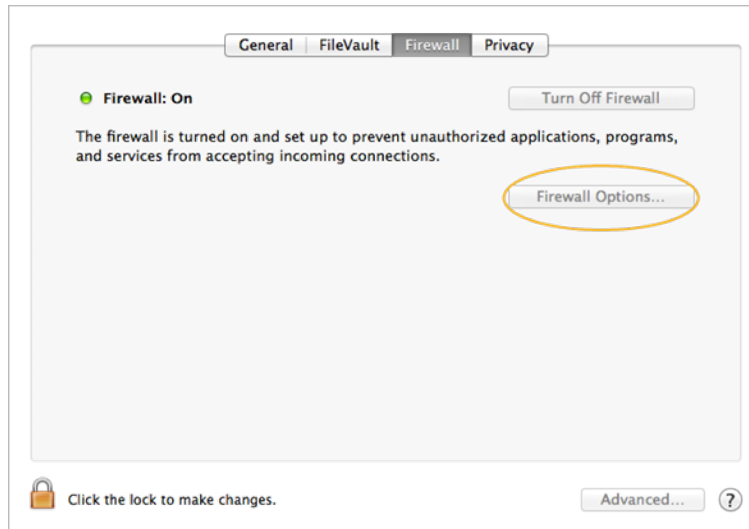 General FileVault Firewall Privacy
Firewall: On Turn Off Firewall
The firewall is turned on and set up to prevent unauthorized applications, programs,
and services from accepting incoming connections.
Firewall Options...
Click the lock to make changes. Advanced... ?